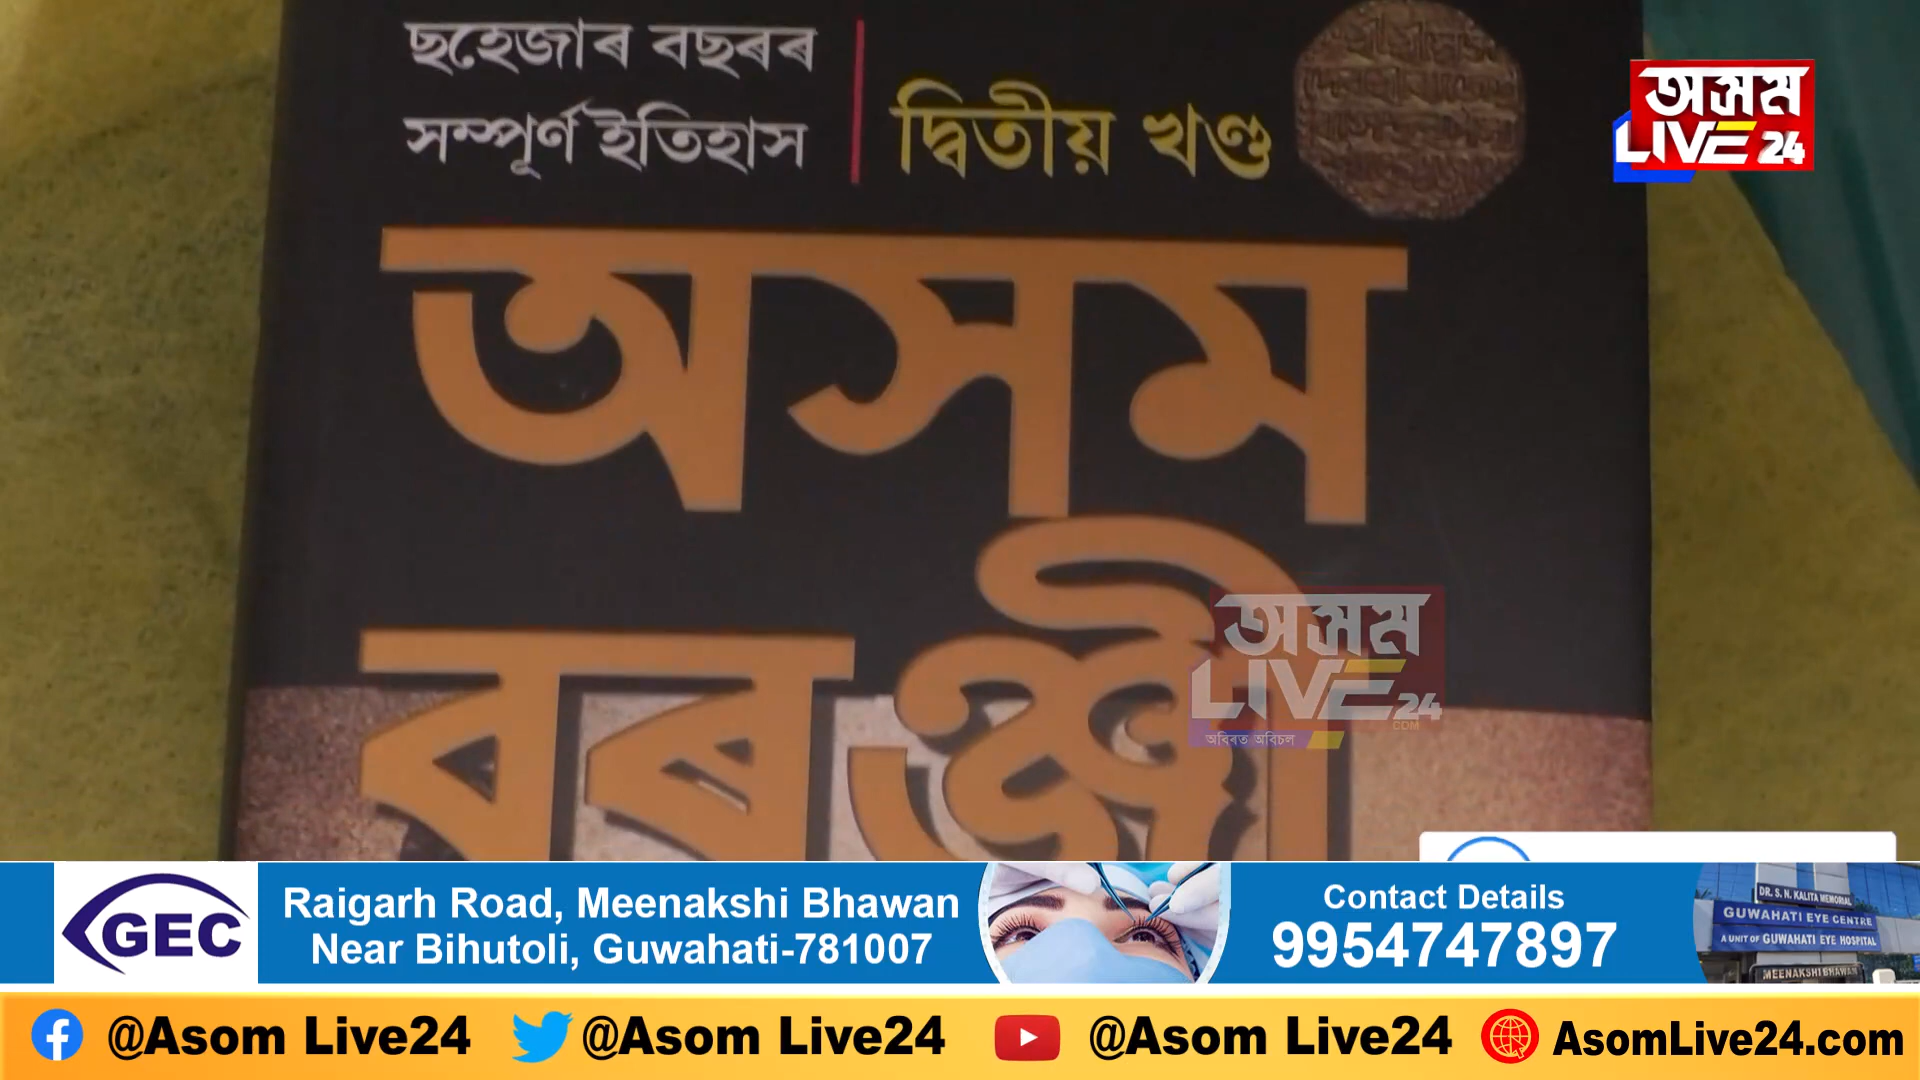 ছহেজাৰ বছৰৰ
সম্পূৰ্ণ ইতিহাস
দ্বিতীয় খণ্ড
অসম
বৰঞ্জী
অসম
LIVE 24
অসম
LIVE 24
.COM
অবিৰত অবিচল
GEC
Raigarh Road, Meenakshi Bhawan
Near Bihutoli, Guwahati-781007
Contact Details
9954747897
DR. S. N. KALITA MEMORIAL
GUWAHATI EYE CENTRE
A UNIT OF GUWAHATI EYE HOSPITAL
MEENAKSHI BHAWAN
@Asom Live24
@Asom Live24
@Asom Live24
AsomLive24.com